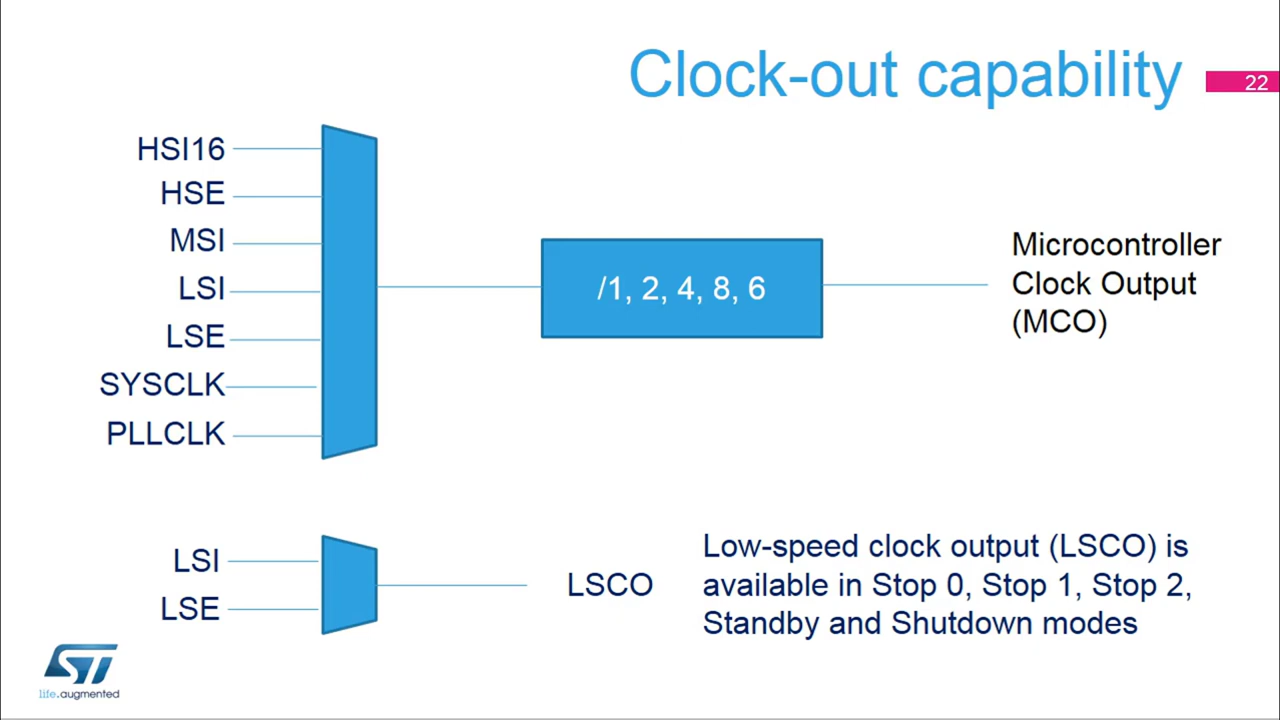 Clock-out capability
22
HSI16
HSE
MSI
LSI
LSE
SYSCLK
PLLCLK
/1, 2, 4, 8, 6
Microcontroller
Clock Output
(MCO)
LSI
LSE
LSCO
Low-speed clock output (LSCO) is
available in Stop 0, Stop 1, Stop 2,
Standby and Shutdown modes
ST
life.augmented